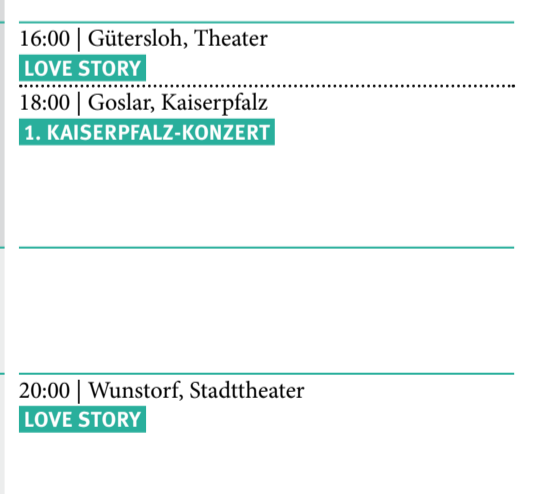 16:00 | Gütersloh, Theater
LOVE STORY
18:00 | Goslar, Kaiserpfalz
1. KAISERPFALZ-KONZERT
20:00 | Wunstorf, Stadttheater
LOVE STORY